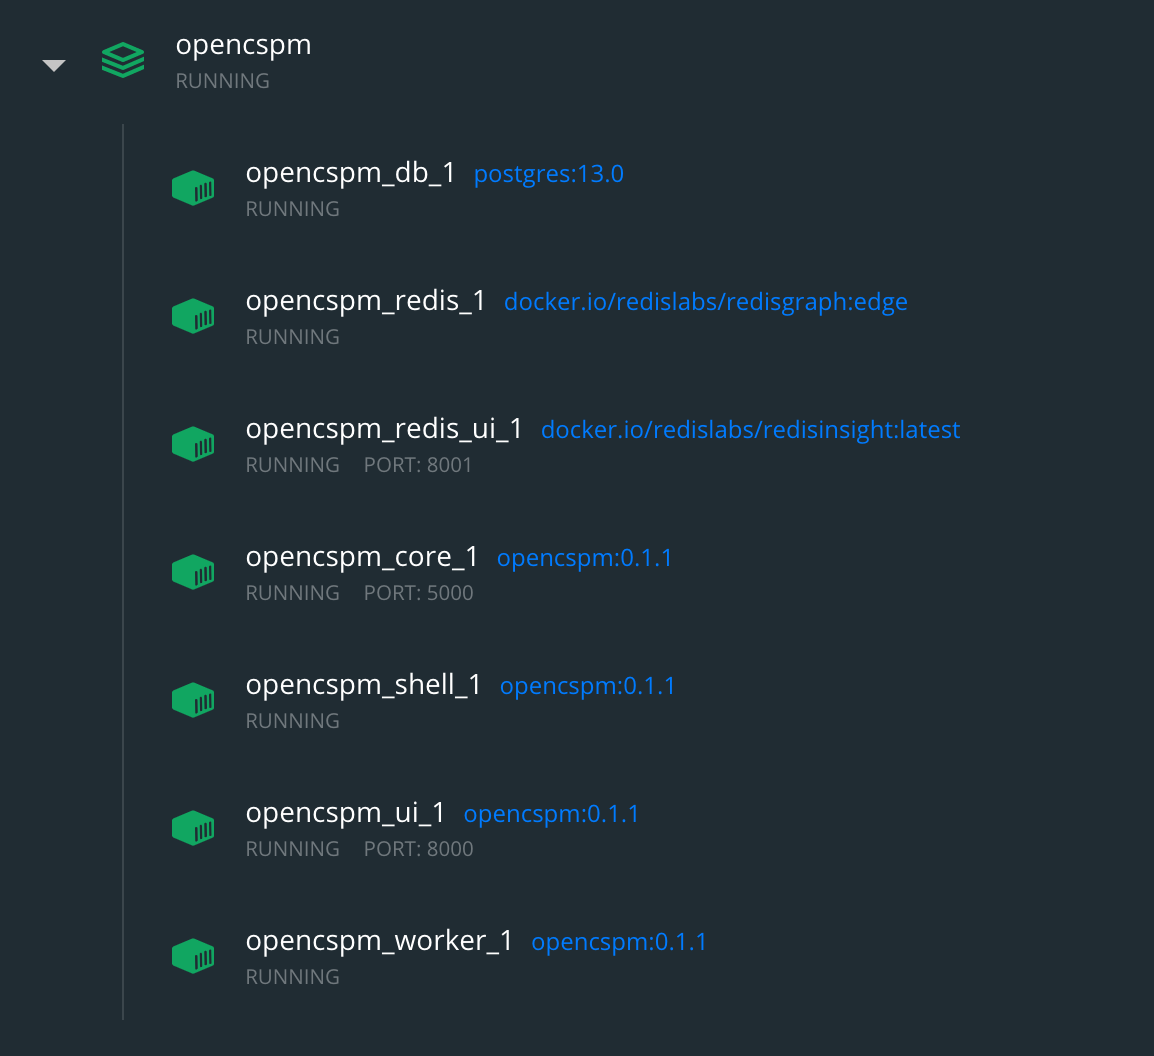 opencspm
RUNNING
opencspm_db_1 postgres:13.0
RUNNING
opencspm_redis_1 docker.io/redislabs/redisgraph:edge
RUNNING
opencspm_redis_ui_1 docker.io/redislabs/redisinsight:latest
RUNNING PORT: 8001
opencspm_core_1 opencspm:0.1.1
RUNNING PORT: 5000
opencspm_shell_1 opencspm:0.1.1
RUNNING
opencspm_ui_1 opencspm:0.1.1
RUNNING PORT: 8000
opencspm_worker_1 opencspm:0.1.1
RUNNING